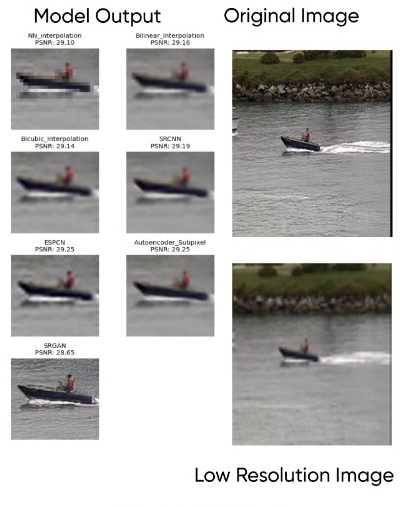 Model Output
Original Image
NN_interpolation
PSNR: 29.10
Bilinear_interpolation
PSNR: 29.16
Bicubic_Interpolation
PSNR: 29.14
SRCNN
PSNR: 29.19
ESPCN
PSNR: 29.25
Autoencoder_Subpixel
PSNR: 29.25
SRGAN
PSNR: 28.65
Low Resolution Image